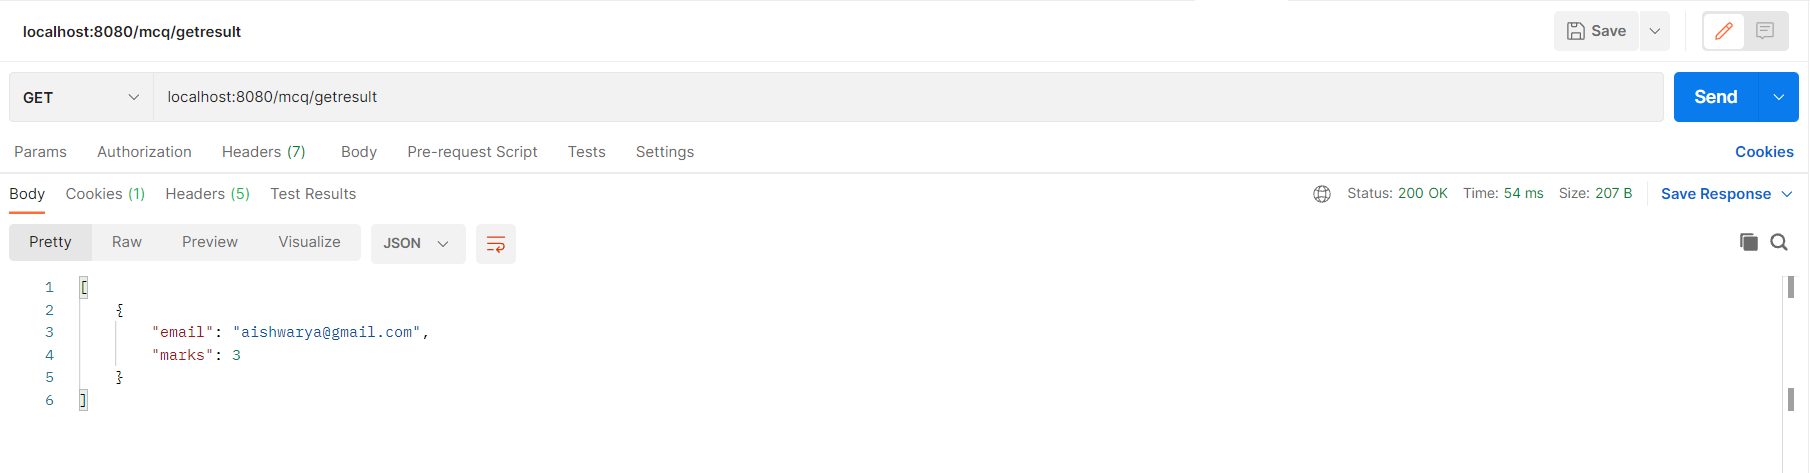 localhost:8080/mcq/getresult
Save
GET localhost:8080/mcq/getresult Send
Params Authorization Headers (7) Body Pre-request Script Tests Settings Cookies
Body Cookies (1) Headers (5) Test Results Status: 200 OK Time: 54 ms Size: 207 B Save Response
Pretty Raw Preview Visualize JSON
1 [
2 {
3 "email": "aishwarya@gmail.com",
4 "marks": 3
5 }
6 ]